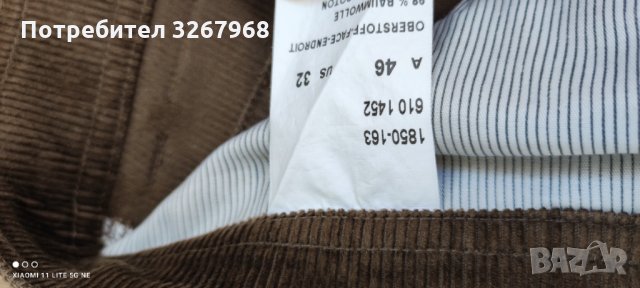 Потребител 3267968
1850-163
610 1452
A 46 US 32
OBERSTOFF-FACE-ENDROIT
98 % BAUMWOLLE
XIAOMI 11 LITE 5G NE
BAZAR